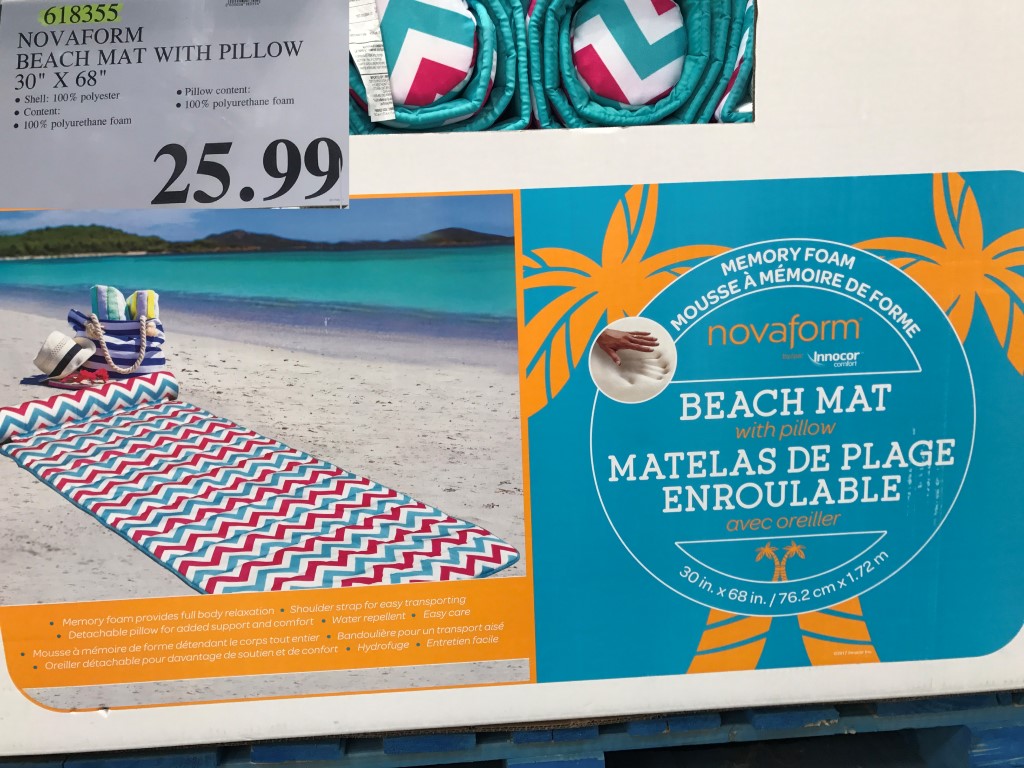 618355
NOVAFORM
BEACH MAT WITH PILLOW
30" X 68"
• Shell: 100% polyester
• Content:
• 100% polyurethane foam
• Pillow content:
• 100% polyurethane foam
25.99
MEMORY FOAM
MOUSSE À MÉMOIRE DE FORME
novaform
Innocor
comfort
BEACH MAT
with pillow
MATELAS DE PLAGE
ENROULABLE
avec oreiller
30 in. x 68 in. / 76.2 cm x 1.72 m
• Memory foam provides full body relaxation • Shoulder strap for easy transporting
• Detachable pillow for added support and comfort • Water repellent • Easy care
• Mousse à mémoire de forme détendant le corps tout entier • Bandoulière pour un transport aisé
• Oreiller détachable pour davantage de soutien et de confort • Hydrofuge • Entretien facile